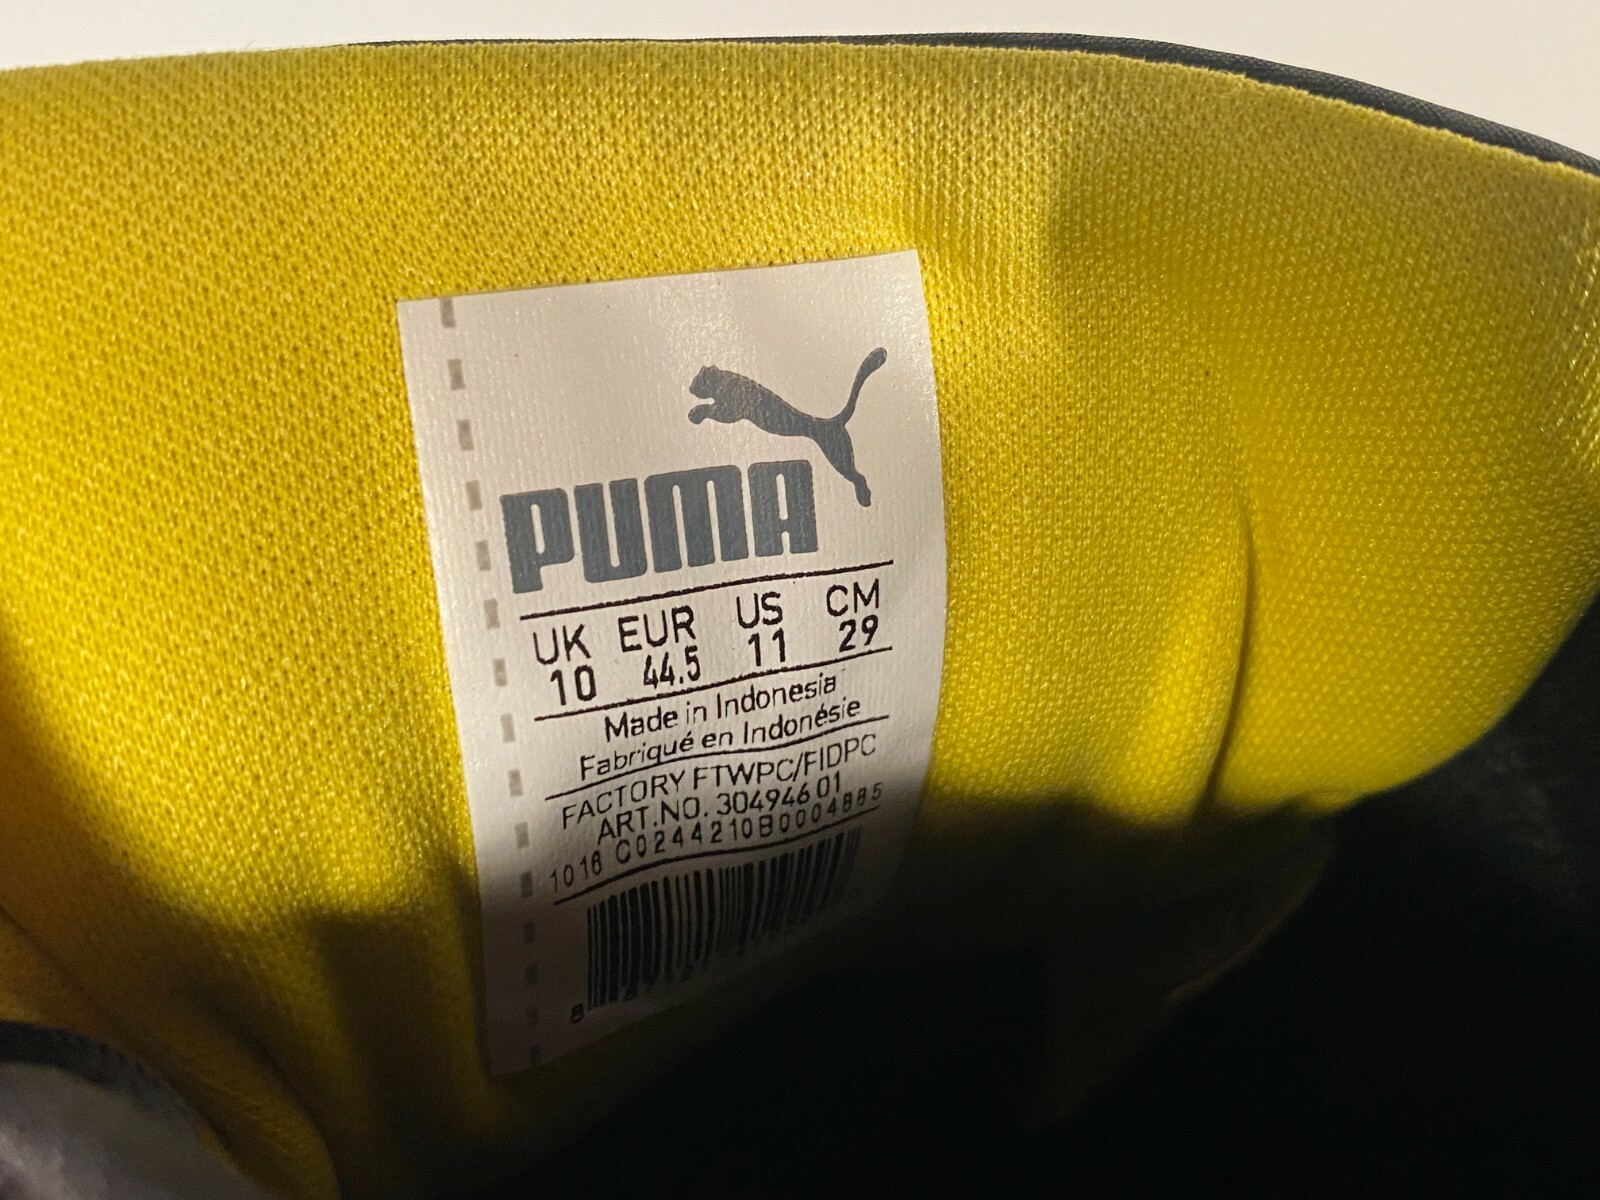 PUMA
UK EUR US CM
10 44.5 11 29
Made in Indonesia
Fabriqué en Indonésie
FACTORY FTWPC/FIDPC
ART.NO. 304946 01
1016 C0244210B0004885